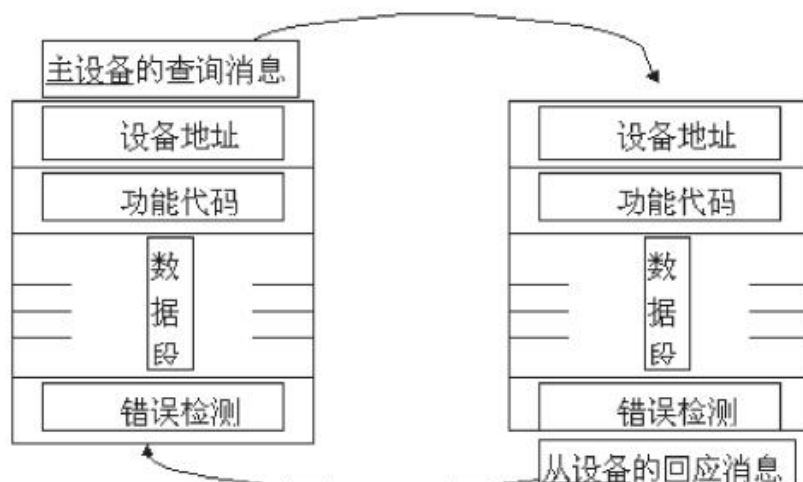 主设备的查询消息
设备地址
功能代码
数
据
段
错误检测
设备地址
功能代码
数
据
段
错误检测
从设备的回应消息